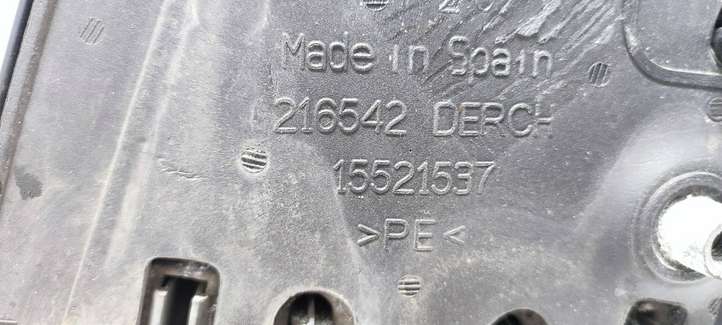 Made in Spain
216542 DERCH
15521537
>PE<